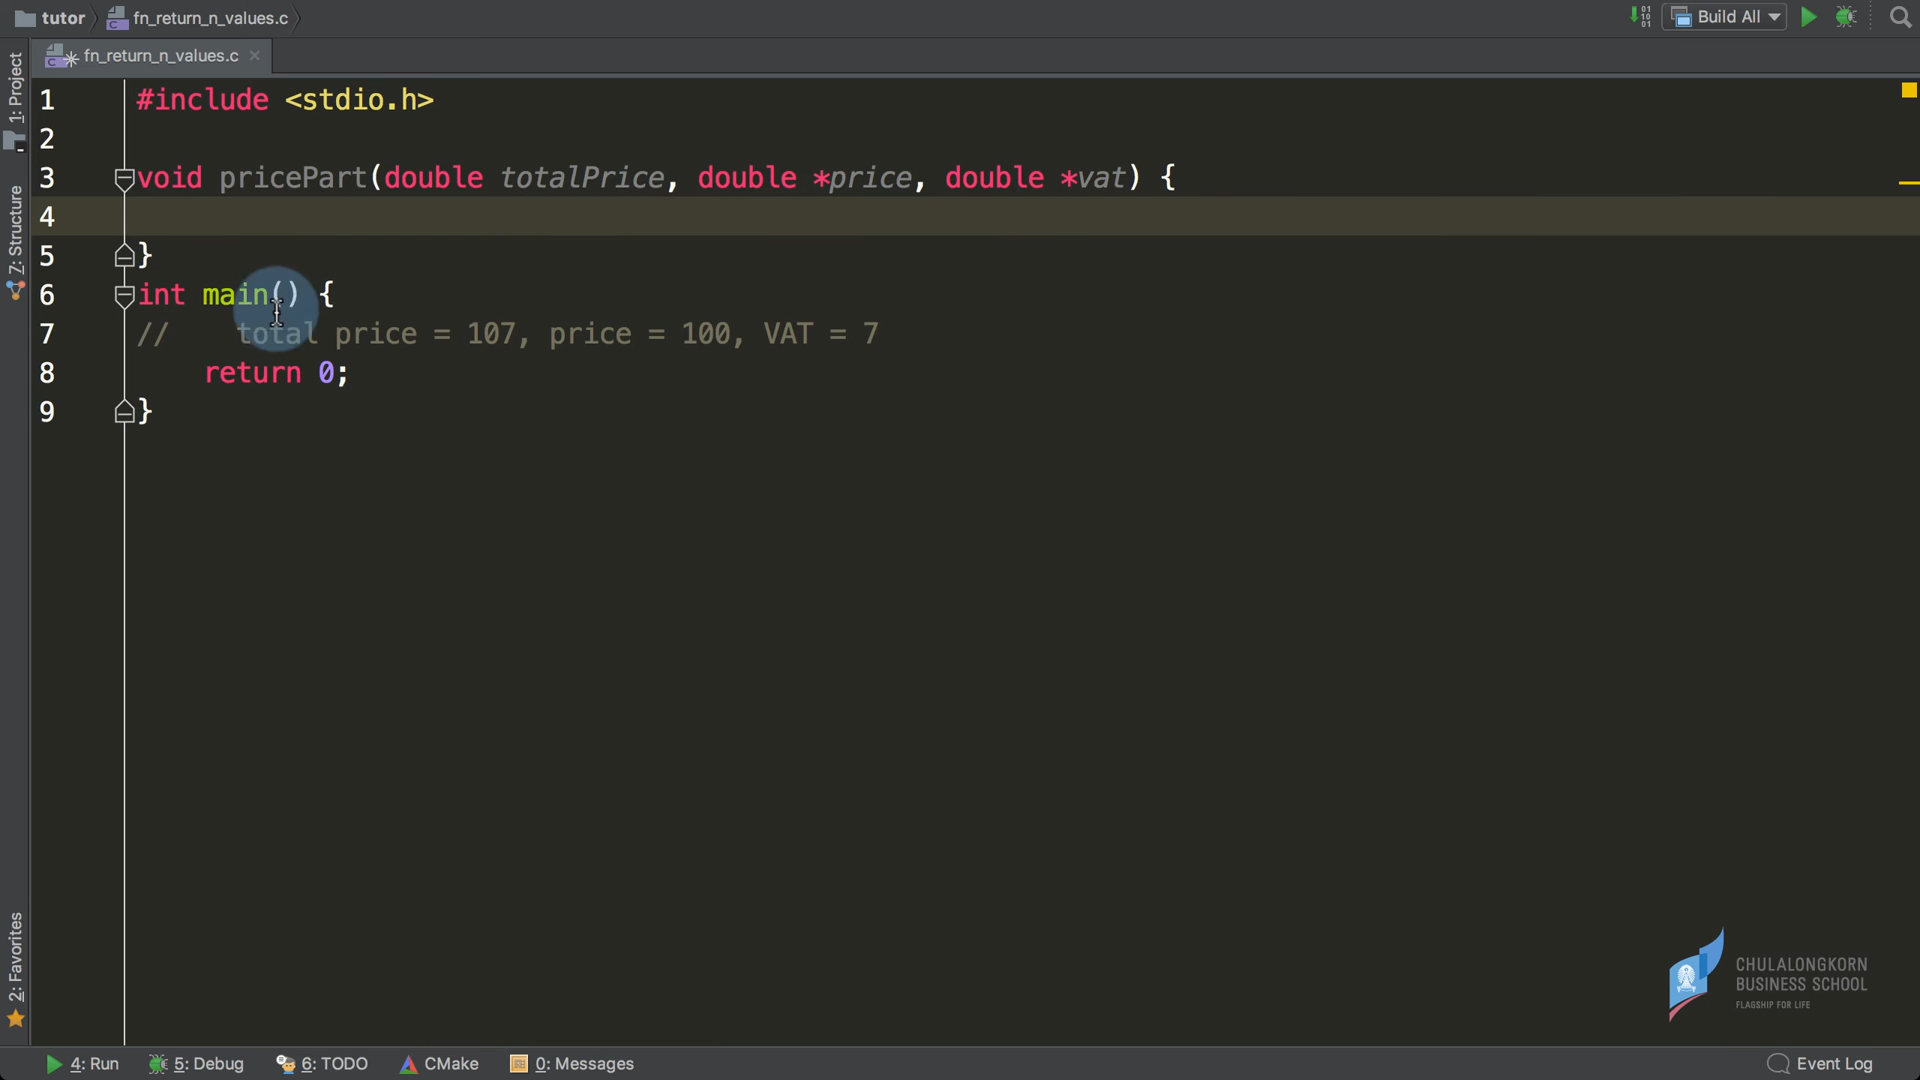 tutor fn_return_n_values.c Build All
fn_return_n_values.c
1: Project
7: Structure
2: Favorites
1 #include <stdio.h>
2
3 void pricePart(double totalPrice, double *price, double *vat) {
4
5 }
6 int main() {
7 //    total price = 107, price = 100, VAT = 7
8     return 0;
9 }
CHULALONGKORN
BUSINESS SCHOOL
FLAGSHIP FOR LIFE
4: Run 5: Debug 6: TODO CMake 0: Messages Event Log